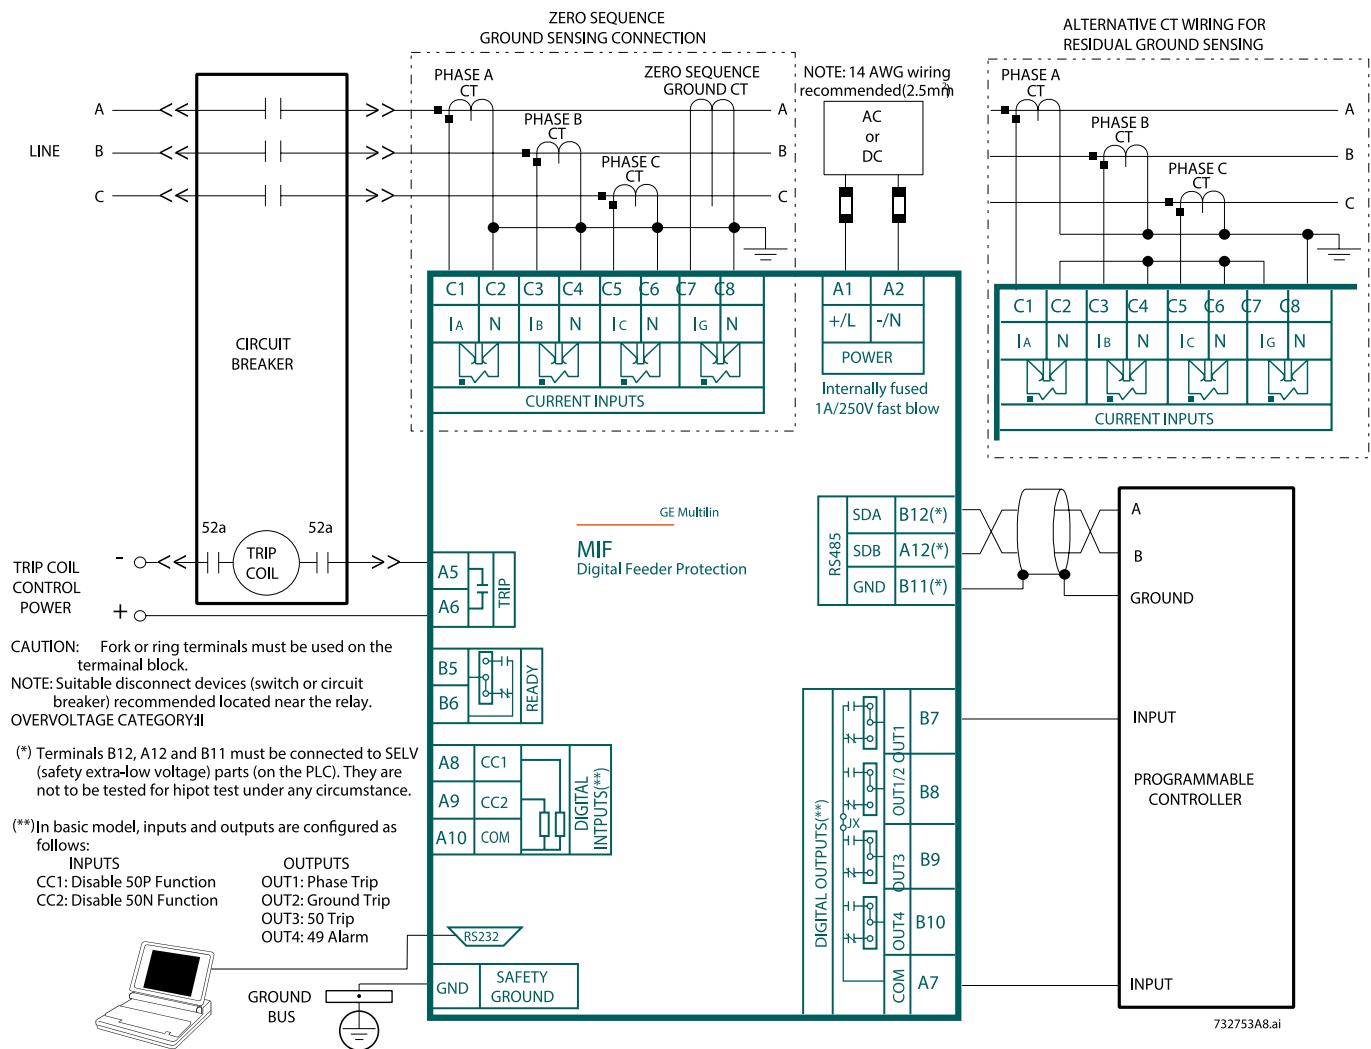 ZERO SEQUENCE
GROUND SENSING CONNECTION
ALTERNATIVE CT WIRING FOR
RESIDUAL GROUND SENSING
PHASE A
CT
ZERO SEQUENCE
GROUND CT
NOTE: 14 AWG wiring
recommended(2.5mm²)
PHASE A
CT
A
A
A
PHASE B
CT
AC
or
DC
PHASE B
CT
LINE
B
B
B
PHASE C
CT
PHASE C
CT
C
C
C
C1 C2 C3 C4 C5 C6 C7 C8
IA N IB N IC N IG N
CURRENT INPUTS
A1 A2
+/L -/N
POWER
Internally fused
1A/250V fast blow
C1 C2 C3 C4 C5 C6 C7 C8
IA N IB N IC N IG N
CURRENT INPUTS
CIRCUIT
BREAKER
GE Multilin
MIF
Digital Feeder Protection
RS485
SDA B12(*)
SDB A12(*)
GND B11(*)
A
B
GROUND
INPUT
PROGRAMMABLE
CONTROLLER
INPUT
52a
52a
TRIP
COIL
-
+
TRIP COIL
CONTROL
POWER
A5
A6
TRIP
CAUTION: Fork or ring terminals must be used on the
termainal block.
NOTE: Suitable disconnect devices (switch or circuit
breaker) recommended located near the relay.
OVERVOLTAGE CATEGORY:II
B5
B6
READY
(*) Terminals B12, A12 and B11 must be connected to SELV
(safety extra-low voltage) parts (on the PLC). They are
not to be tested for hipot test under any circumstance.
A8 CC1
A9 CC2
A10 COM
DIGITAL
INTPUTS(**)
(**)In basic model, inputs and outputs are configured as
follows:
INPUTS
CC1: Disable 50P Function
CC2: Disable 50N Function
OUTPUTS
OUT1: Phase Trip
OUT2: Ground Trip
OUT3: 50 Trip
OUT4: 49 Alarm
DIGITAL OUTPUTS(**)
OUT1 B7
OUT1/2 B8
JX
OUT3 B9
OUT4 B10
COM A7
RS232
GND
SAFETY
GROUND
GROUND
BUS
732753A8.ai